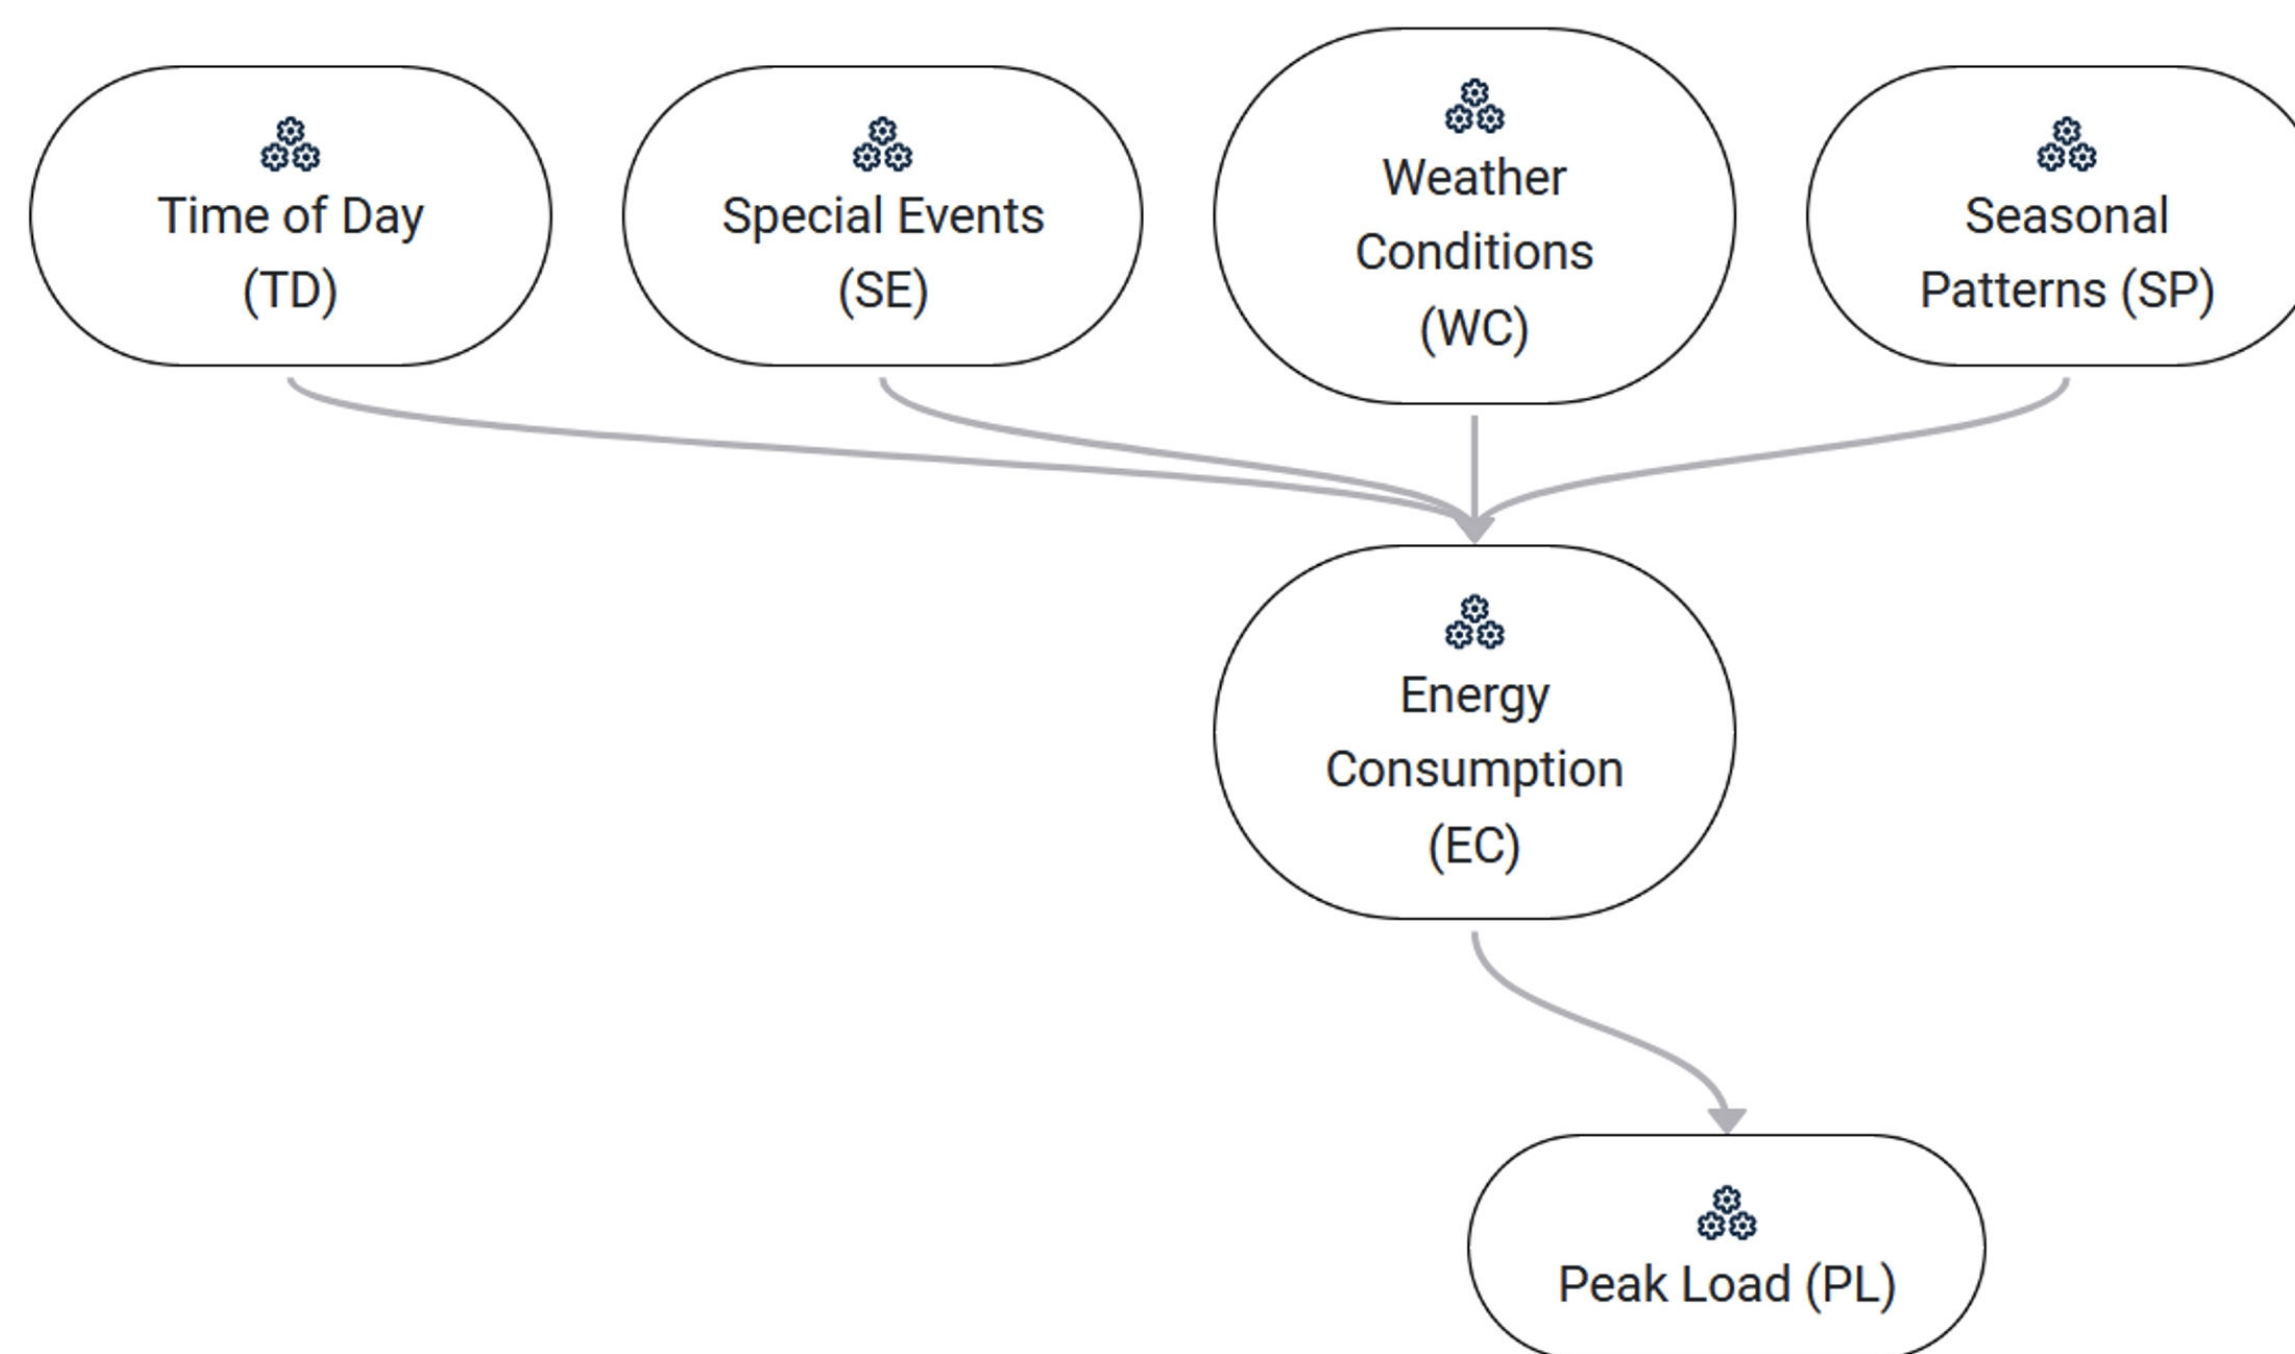 Time of Day
(TD)
Special Events
(SE)
Weather
Conditions
(WC)
Seasonal
Patterns (SP)
Energy
Consumption
(EC)
Peak Load (PL)